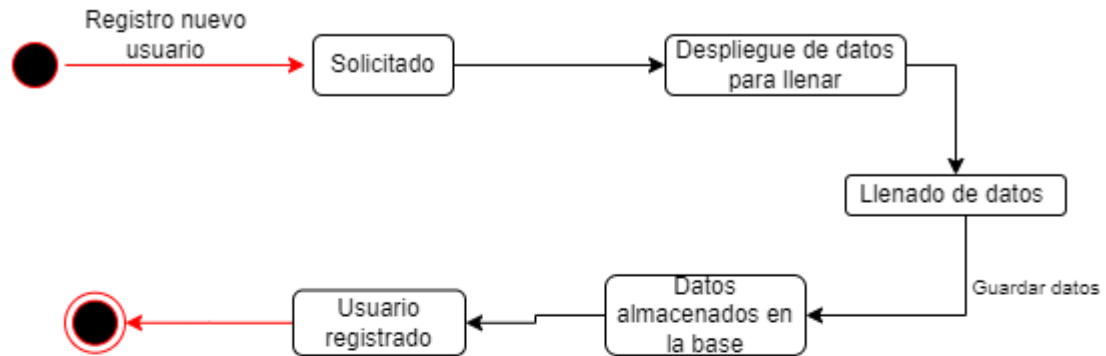 Registro nuevo
usuario
Solicitado
Despliegue de datos
para llenar
Llenado de datos
Guardar datos
Datos
almacenados en
la base
Usuario
registrado